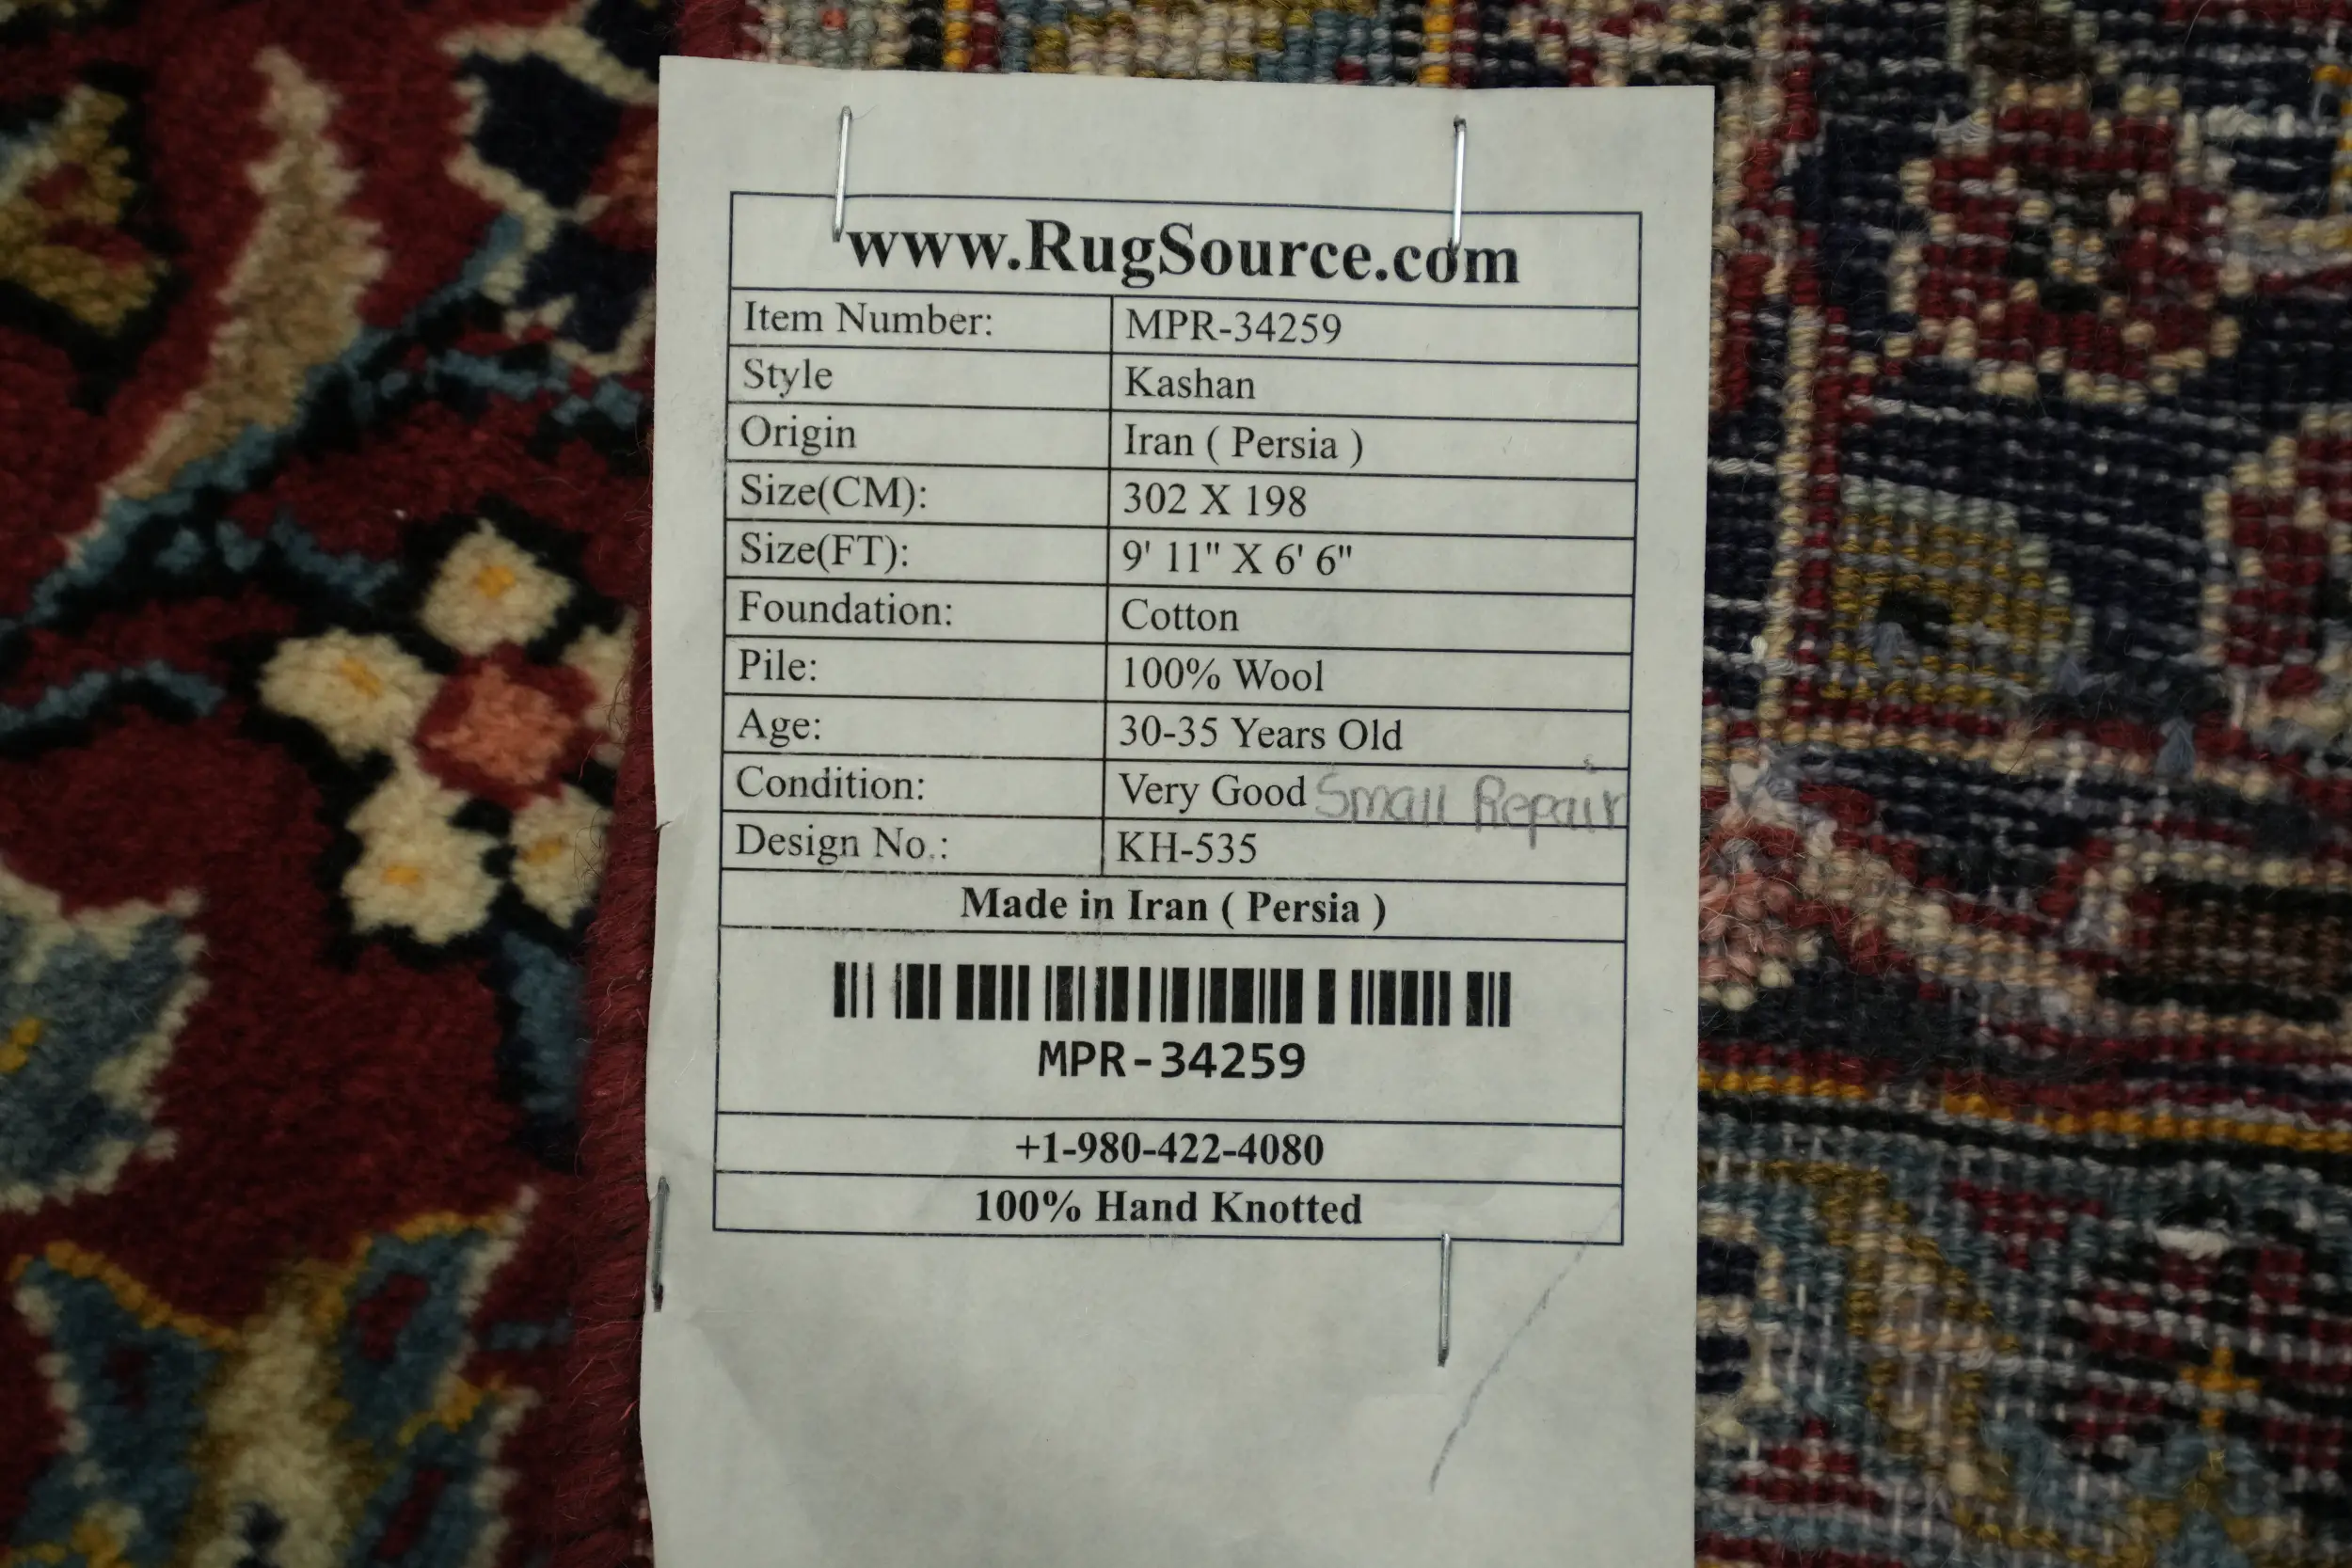 www.RugSource.com
Item Number: MPR-34259
Style Kashan
Origin Iran ( Persia )
Size(CM): 302 X 198
Size(FT): 9' 11" X 6' 6"
Foundation: Cotton
Pile: 100% Wool
Age: 30-35 Years Old
Condition: Very Good Small Repair
Design No.: KH-535
Made in Iran ( Persia )
MPR-34259
+1-980-422-4080
100% Hand Knotted